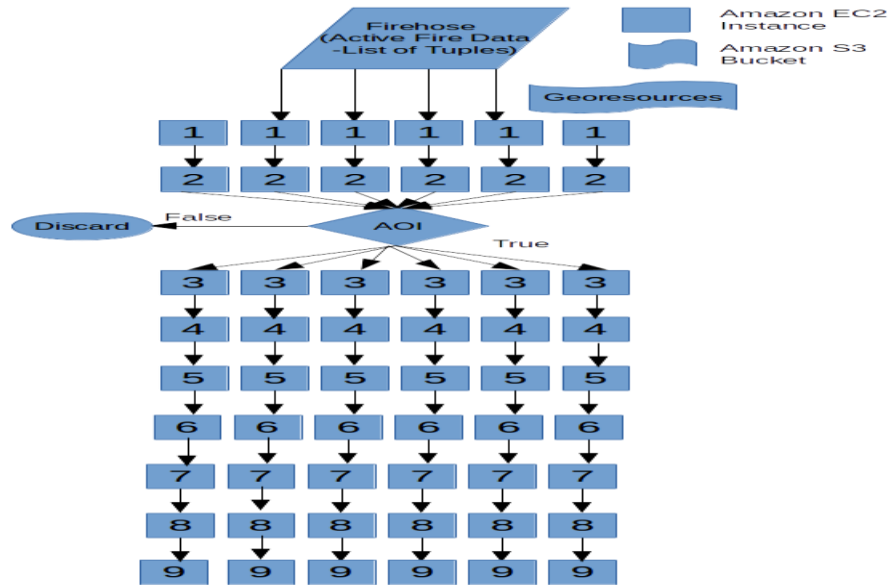 Firehose
(Active Fire Data
-List of Tuples)
Amazon EC2
Instance
Amazon S3
Bucket
Georesources
1 1 1 1 1 1
2 2 2 2 2 2
False
Discard
AOI
True
3 3 3 3 3 3
4 4 4 4 4 4
5 5 5 5 5 5
6 6 6 6 6 6
7 7 7 7 7 7
8 8 8 8 8 8
9 9 9 9 9 9